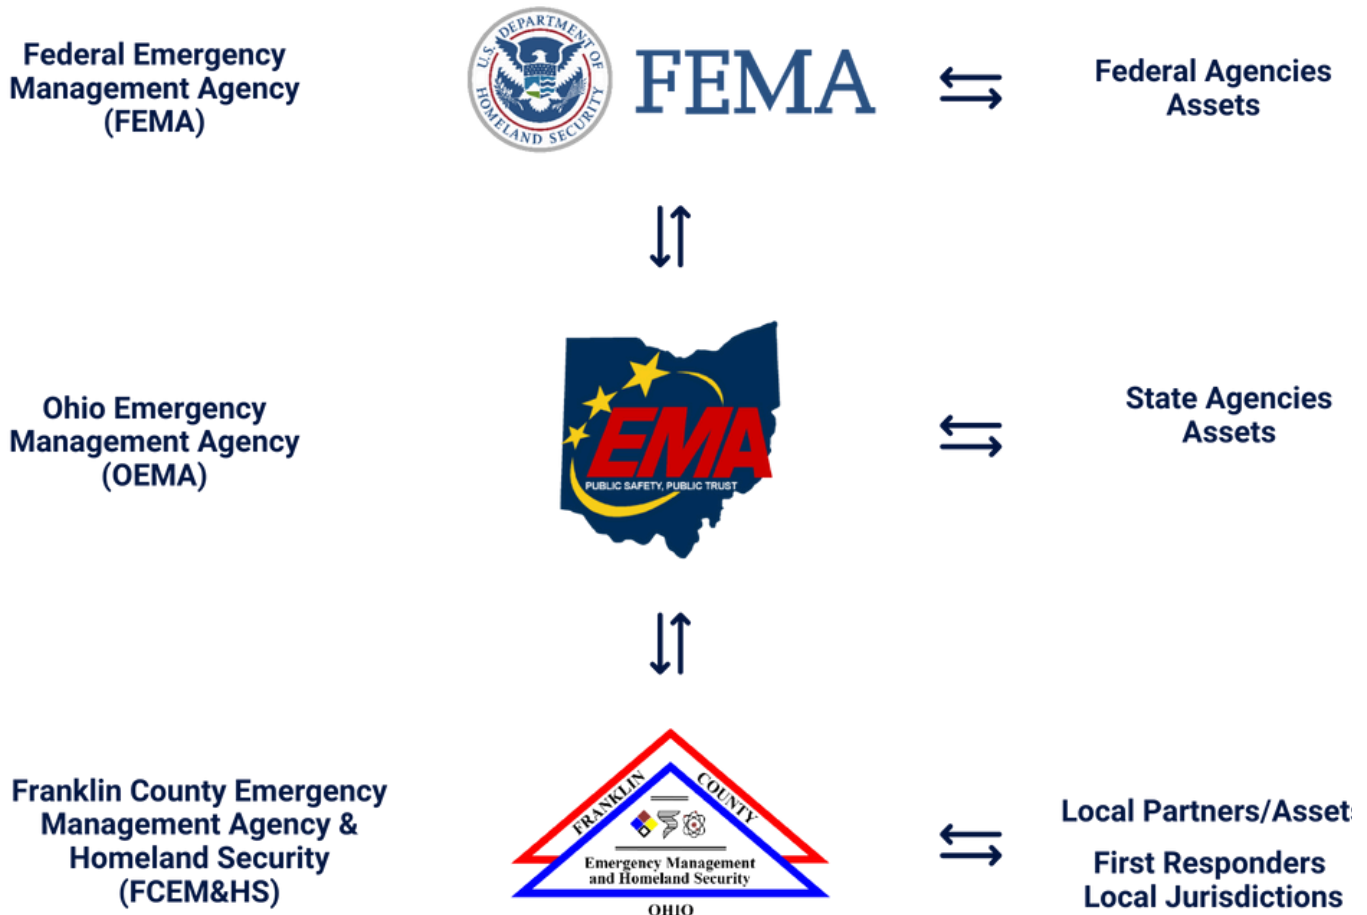 Federal Emergency
Management Agency
(FEMA)
U.S. DEPARTMENT OF
HOMELAND SECURITY
FEMA
Federal Agencies
Assets
Ohio Emergency
Management Agency
(OEMA)
EMA
PUBLIC SAFETY, PUBLIC TRUST
State Agencies
Assets
Franklin County Emergency
Management Agency &
Homeland Security
(FCEM&HS)
FRANKLIN
COUNTY
Emergency Management
and Homeland Security
OHIO
Local Partners/Assets
First Responders
Local Jurisdictions